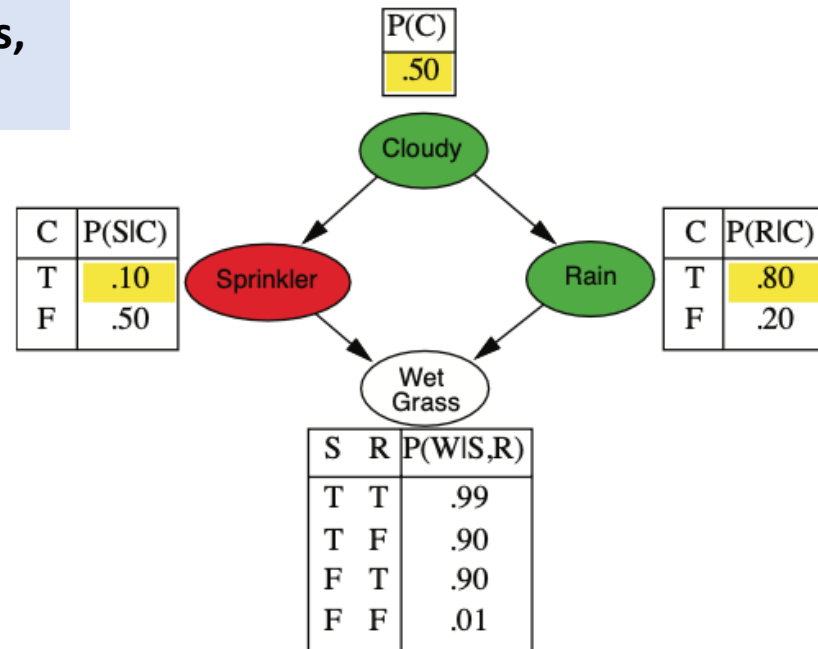 s,
P(C)
.50
Cloudy
C P(S|C)
T .10
F .50
Sprinkler
Rain
C P(R|C)
T .80
F .20
Wet
Grass
S R P(W|S,R)
T T .99
T F .90
F T .90
F F .01